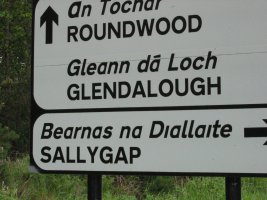 An Tóchar
ROUNDWOOD
Gleann dá Loch
GLENDALOUGH
Bearnas na Diallaite
SALLYGAP